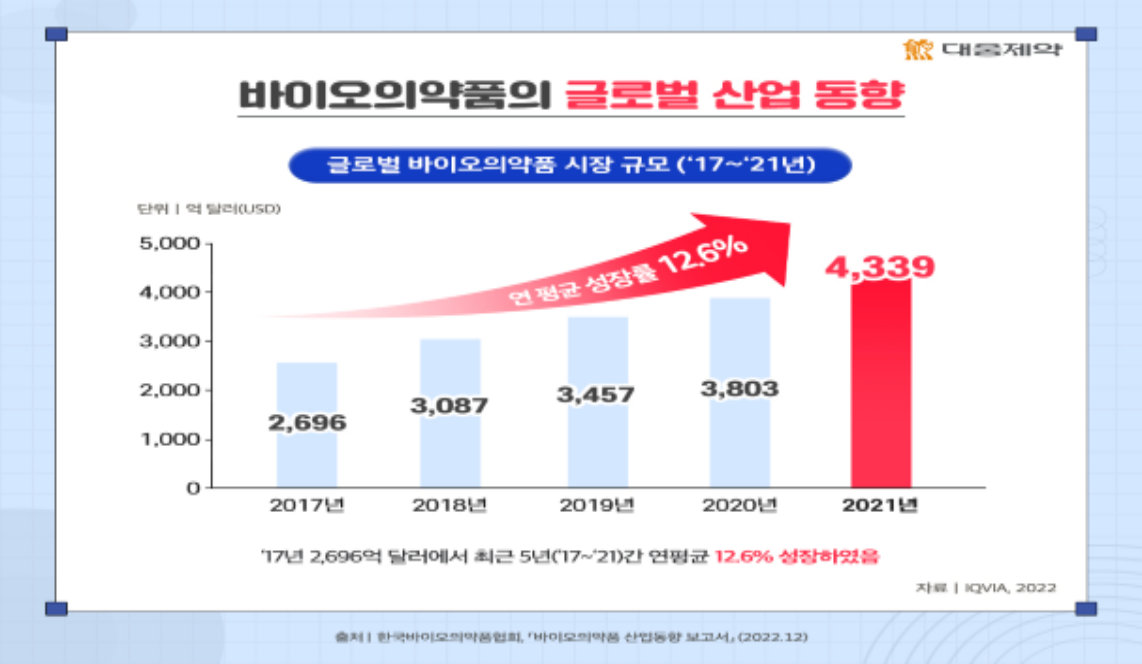 대웅제약
바이오의약품의 글로벌 산업 동향
글로벌 바이오의약품 시장 규모 ('17~'21년)
단위 | 억 달러(USD)
5,000
4,000
3,000
2,000
1,000
0
연 평균 성장률 12.6%
2,696
3,087
3,457
3,803
4,339
2017년
2018년
2019년
2020년
2021년
'17년 2,696억 달러에서 최근 5년('17~'21)간 연평균 12.6% 성장하였음
자료 | IQVIA, 2022
출처 | 한국바이오의약품협회, 「바이오의약품 산업동향 보고서」 (2022.12)